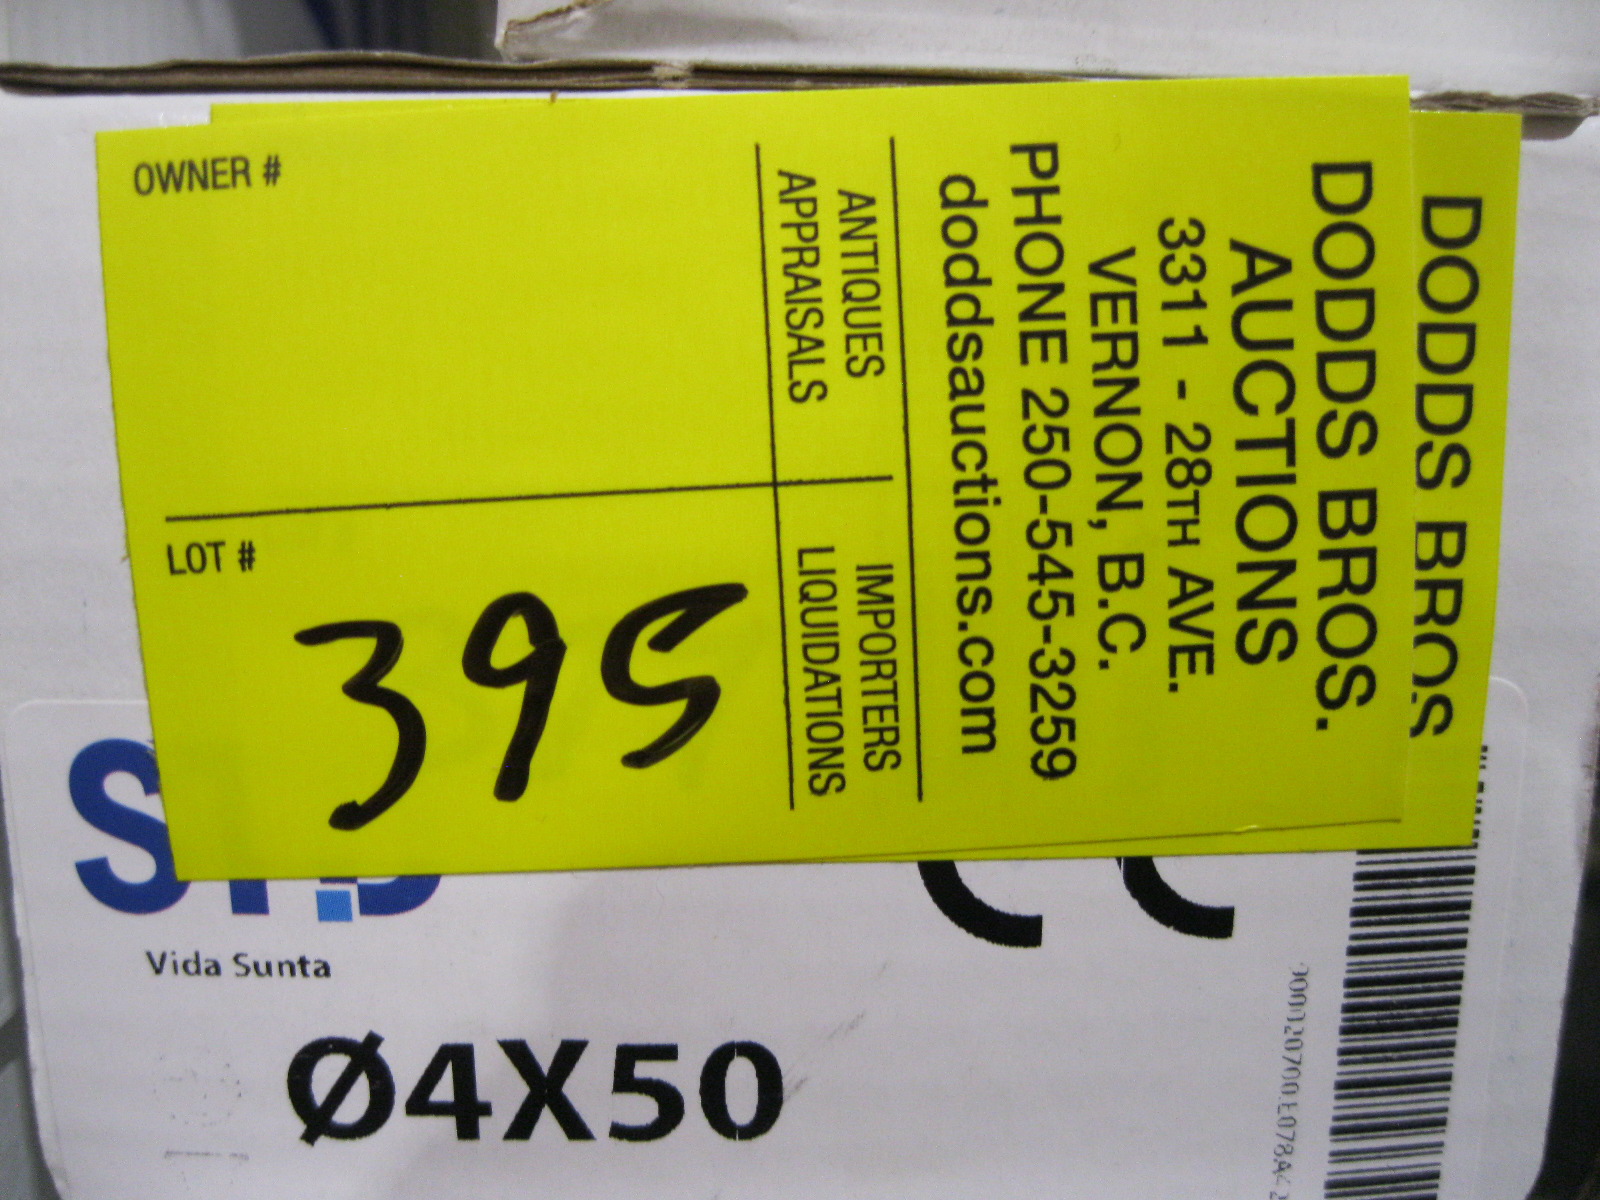 DODDS BROS.
DODDS BROS.
AUCTIONS
3311 - 28TH AVE.
VERNON, B.C.
PHONE 250-545-3259
doddsauctions.com
ANTIQUES
APPRAISALS
IMPORTERS
LIQUIDATIONS
OWNER #
LOT #
395
Vida Sunta
Ø4X50